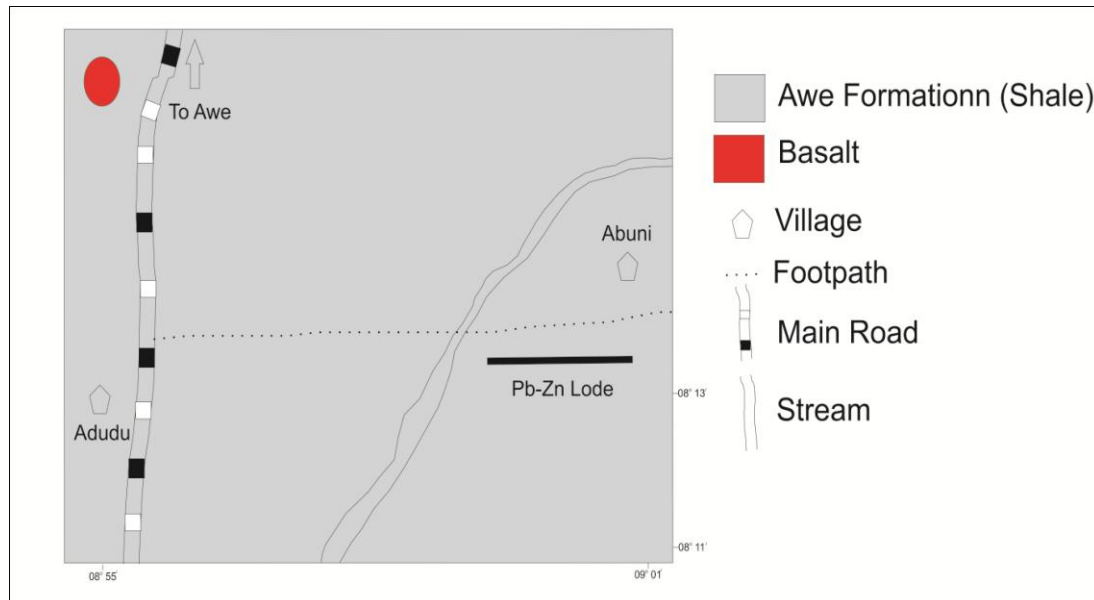 To Awe
Abuni
Pb-Zn Lode
Adudu
08° 13'
08° 11'
08° 55'
09° 01'
Awe Formationn (Shale)
Basalt
Village
Footpath
Main Road
Stream